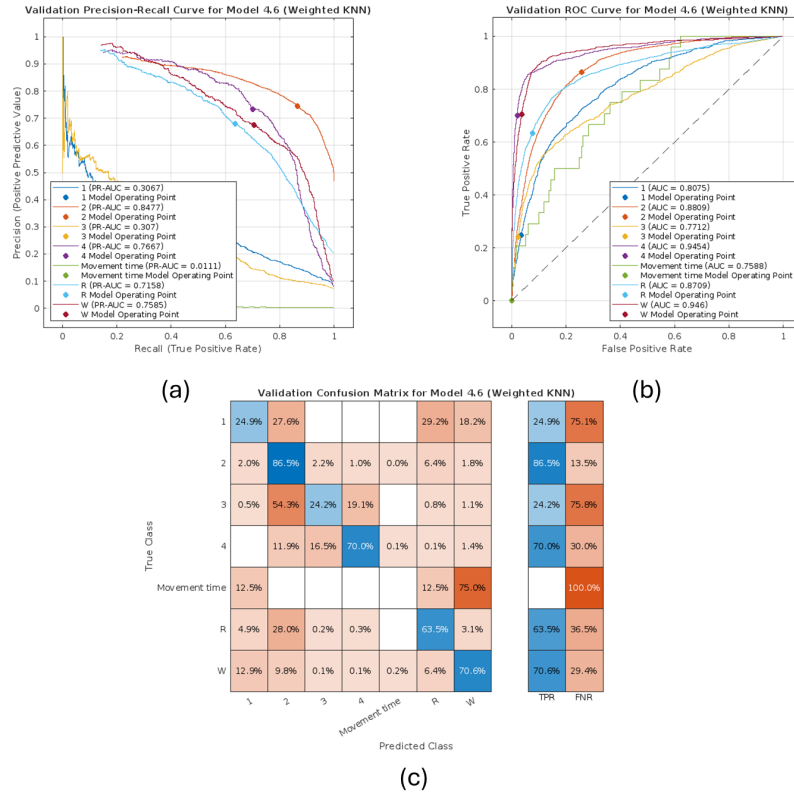 Validation Precision-Recall Curve for Model 4.6 (Weighted KNN)
1
0.9
0.8
0.7
0.6
0.5
0.4
0.3
0.2
0.1
0
Precision (Positive Predictive Value)
1 (PR-AUC = 0.3067)
1 Model Operating Point
2 (PR-AUC = 0.8477)
2 Model Operating Point
3 (PR-AUC = 0.307)
3 Model Operating Point
4 (PR-AUC = 0.7667)
4 Model Operating Point
Movement time (PR-AUC = 0.0111)
Movement time Model Operating Point
R (PR-AUC = 0.7158)
R Model Operating Point
W (PR-AUC = 0.7585)
W Model Operating Point
0 0.2 0.4 0.6 0.8 1
Recall (True Positive Rate)
(a)
Validation ROC Curve for Model 4.6 (Weighted KNN)
1
0.8
0.6
0.4
0.2
0
True Positive Rate
1 (AUC = 0.8075)
1 Model Operating Point
2 (AUC = 0.8809)
2 Model Operating Point
3 (AUC = 0.7712)
3 Model Operating Point
4 (AUC = 0.9454)
4 Model Operating Point
Movement time (AUC = 0.7588)
Movement time Model Operating Point
R (AUC = 0.8709)
R Model Operating Point
W (AUC = 0.946)
W Model Operating Point
0 0.2 0.4 0.6 0.8 1
False Positive Rate
(b)
Validation Confusion Matrix for Model 4.6 (Weighted KNN)
True Class
1 24.9% 27.6% 29.2% 18.2% 24.9% 75.1%
2 2.0% 86.5% 2.2% 1.0% 0.0% 6.4% 1.8% 86.5% 13.5%
3 0.5% 54.3% 24.2% 19.1% 0.8% 1.1% 24.2% 75.8%
4 11.9% 16.5% 70.0% 0.1% 0.1% 1.4% 70.0% 30.0%
Movement time 12.5% 12.5% 75.0% 100.0%
R 4.9% 28.0% 0.2% 0.3% 63.5% 3.1% 63.5% 36.5%
W 12.9% 9.8% 0.1% 0.1% 0.2% 6.4% 70.6% 70.6% 29.4%
1 2 3 4 Movement time R W TPR FNR
Predicted Class
(c)